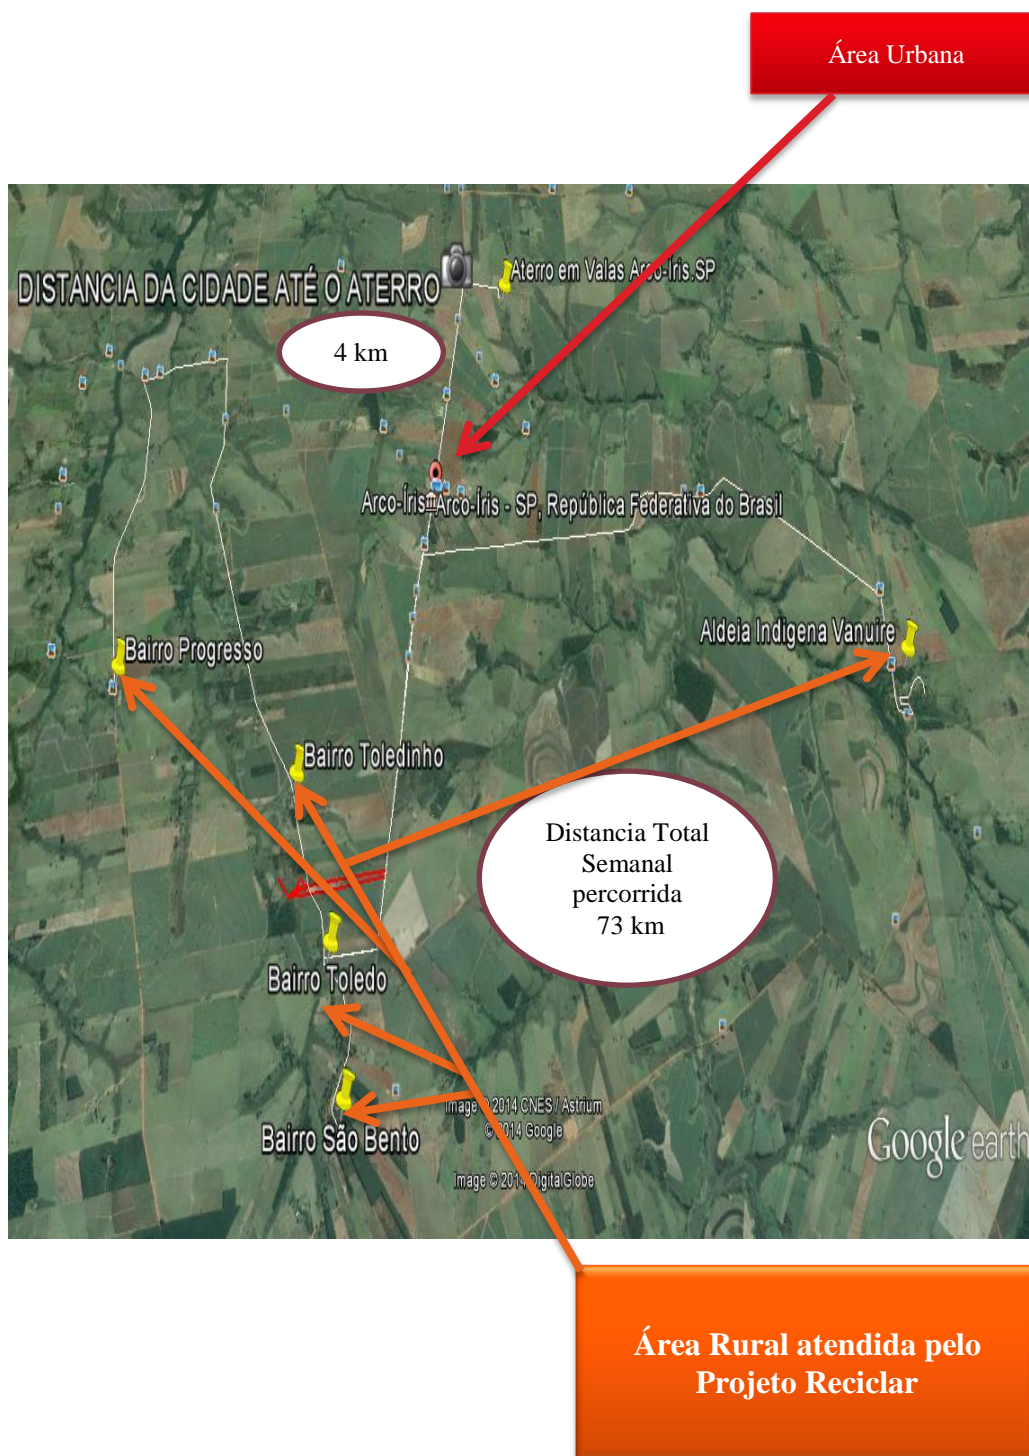 Área Urbana
DISTANCIA DA CIDADE ATÉ O ATERRO
Aterro em Valas Arco-Íris.SP
4 km
Arco-Íris
Arco-Íris - SP, República Federativa do Brasil
Aldeia Indigena Vanuire
Bairro Progresso
Bairro Toledinho
Distancia Total
Semanal
percorrida
73 km
Bairro Toledo
Image © 2014 CNES / Astrium
© 2014 Google
Bairro São Bento
Google earth
Image © 2014 DigitalGlobe
Área Rural atendida pelo
Projeto Reciclar